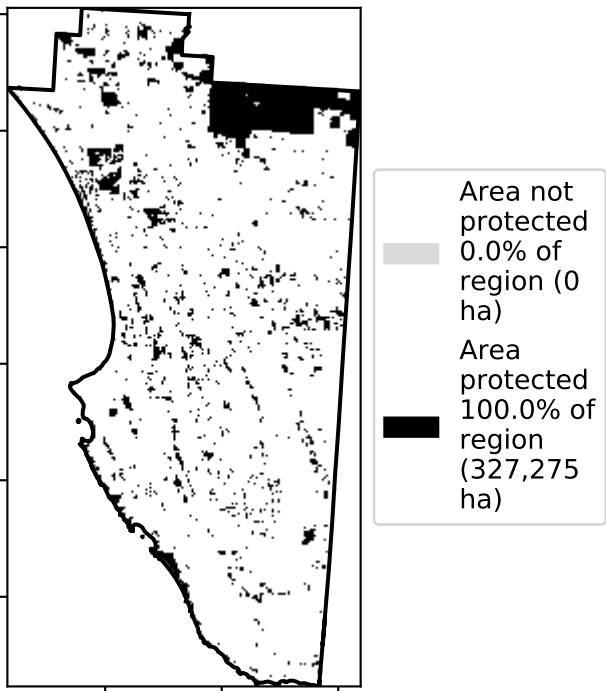 Area not
protected
0.0% of
region (0
ha)
Area
protected
100.0% of
region
(327,275
ha)